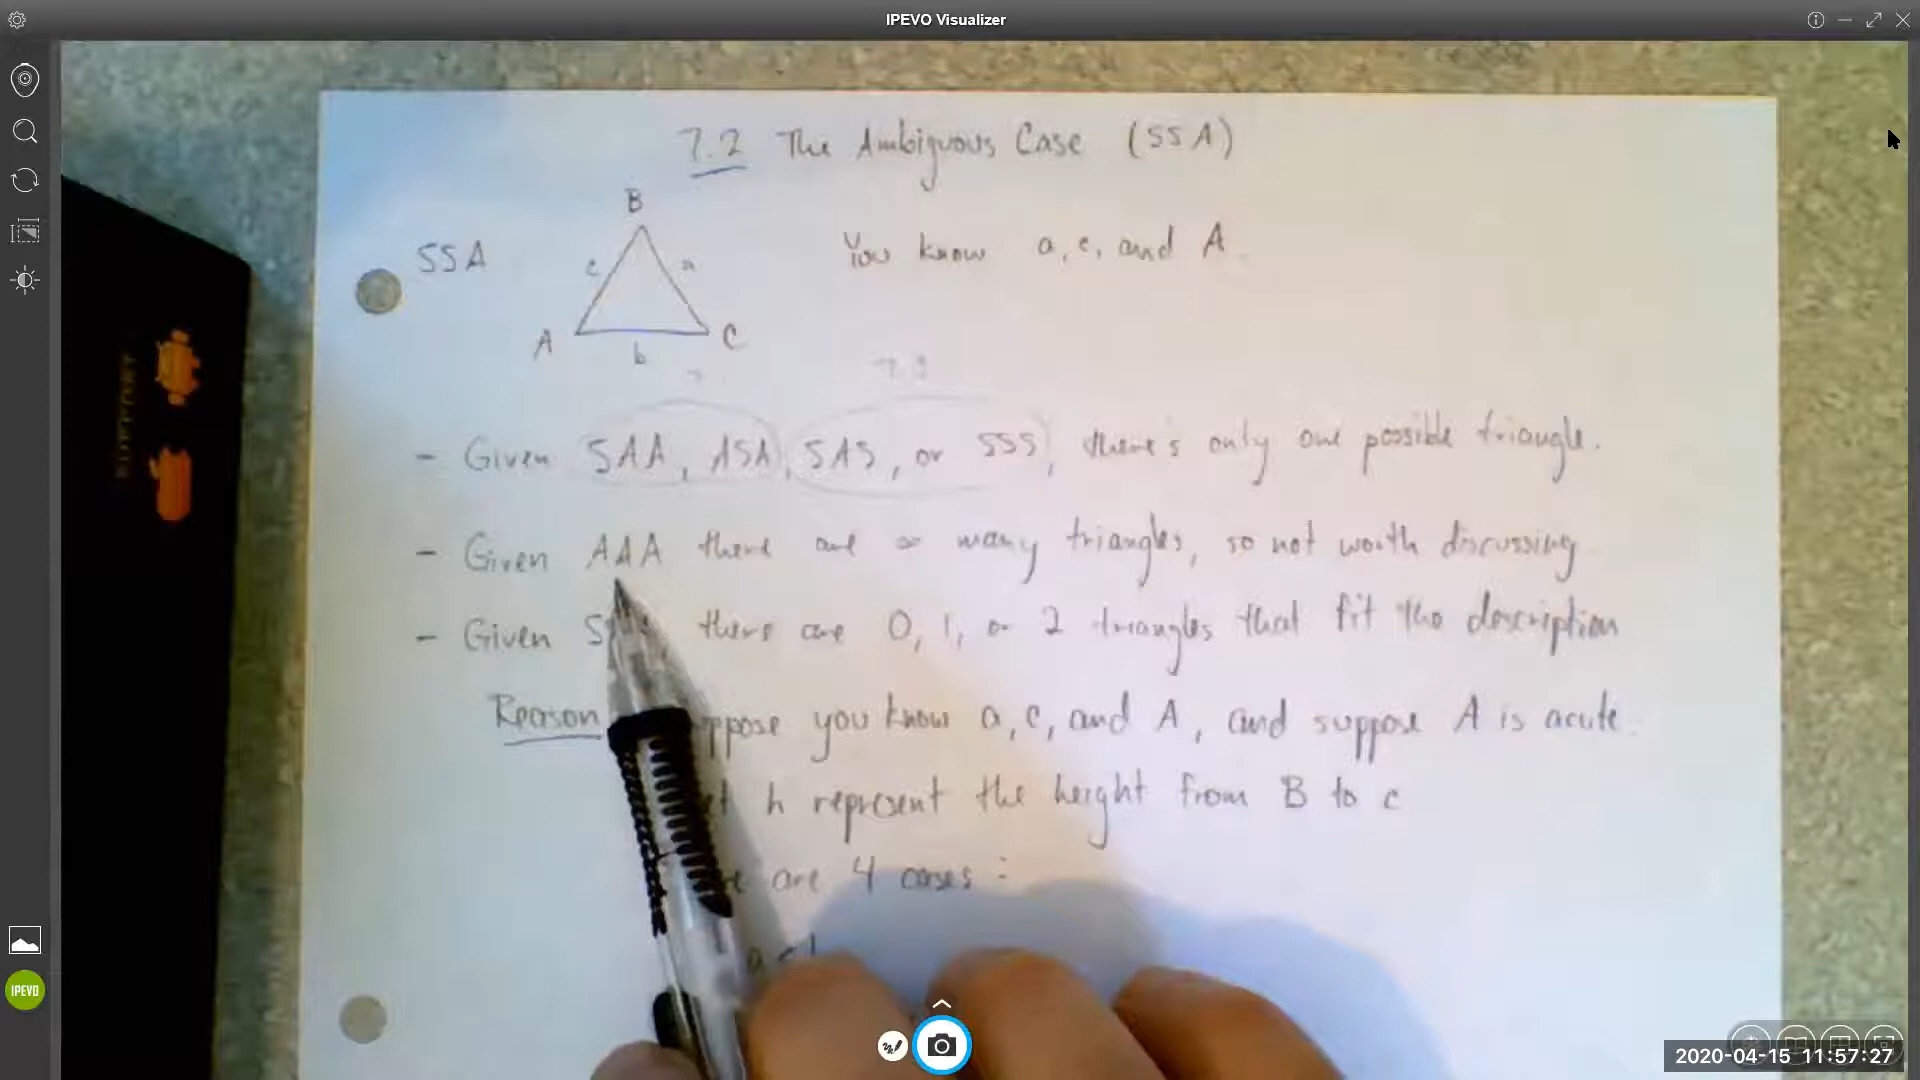 IPEVO Visualizer
7.2 The Ambiguous Case (SSA)
SSA
B
c
a
A
b
C
You know a, c, and A.
- Given SAA, ASA, SAS, or SSS, there's only one possible triangle.
- Given AAA there are ∞ many triangles, so not worth discussing
- Given there are 0, 1, or 2 triangles that fit the description
Reason you know a, c, and A, and suppose A is acute.
h represent the height from B to c
are 4 cases:
IPEVO
2020-04-15 11:57:27